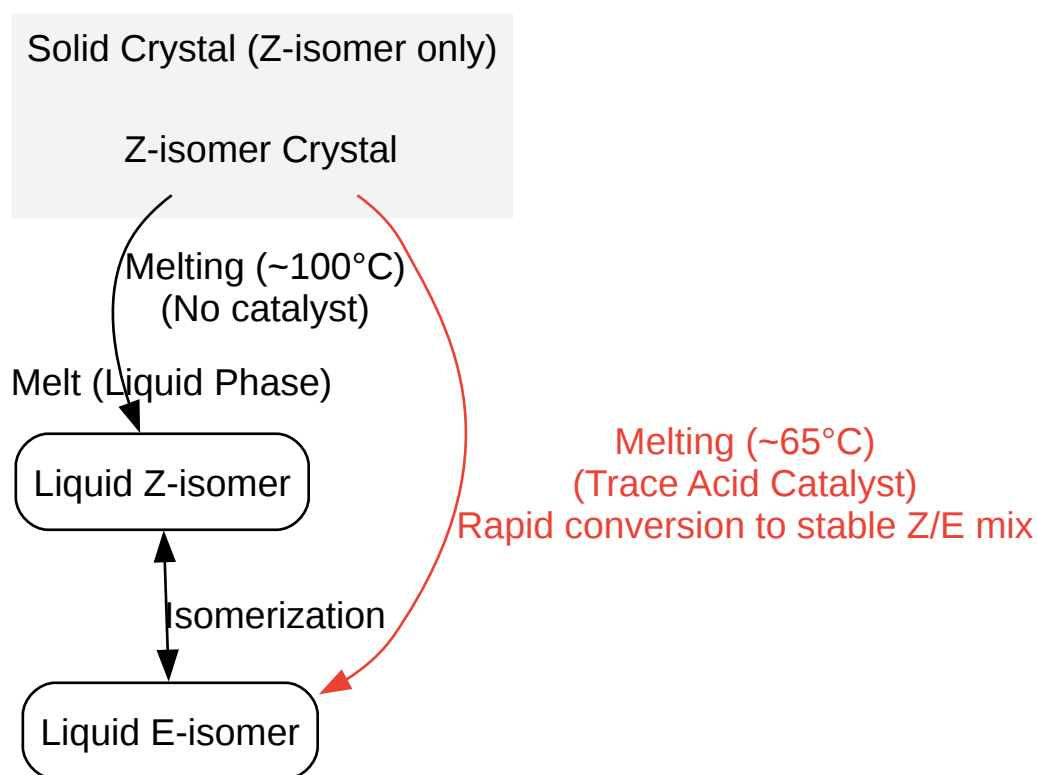 Solid Crystal (Z-isomer only)
Z-isomer Crystal
Melting (~100°C)
(No catalyst)
Melt (Liquid Phase)
Melting (~65°C)
(Trace Acid Catalyst)
Rapid conversion to stable Z/E mix
Liquid Z-isomer
Isomerization
Liquid E-isomer